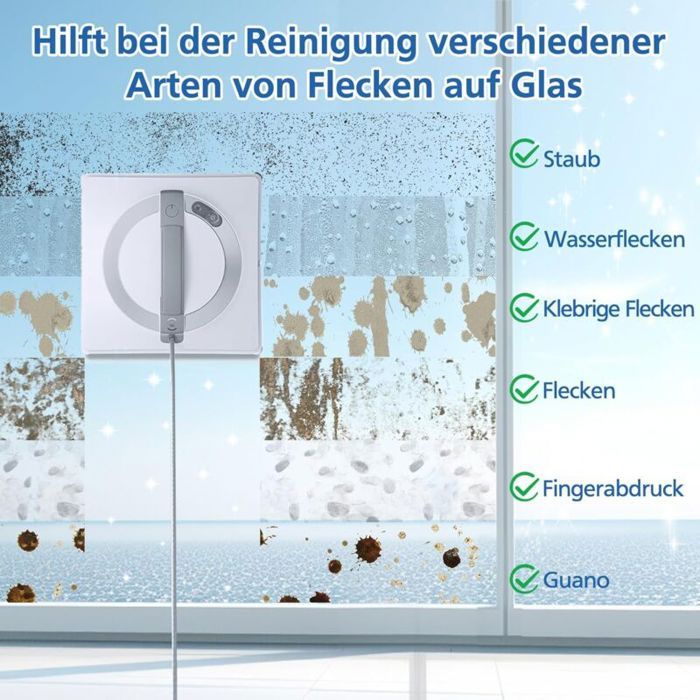 Hilft bei der Reinigung verschiedener
Arten von Flecken auf Glas
Staub
Wasserflecken
Klebrige Flecken
Flecken
Fingerabdruck
Guano